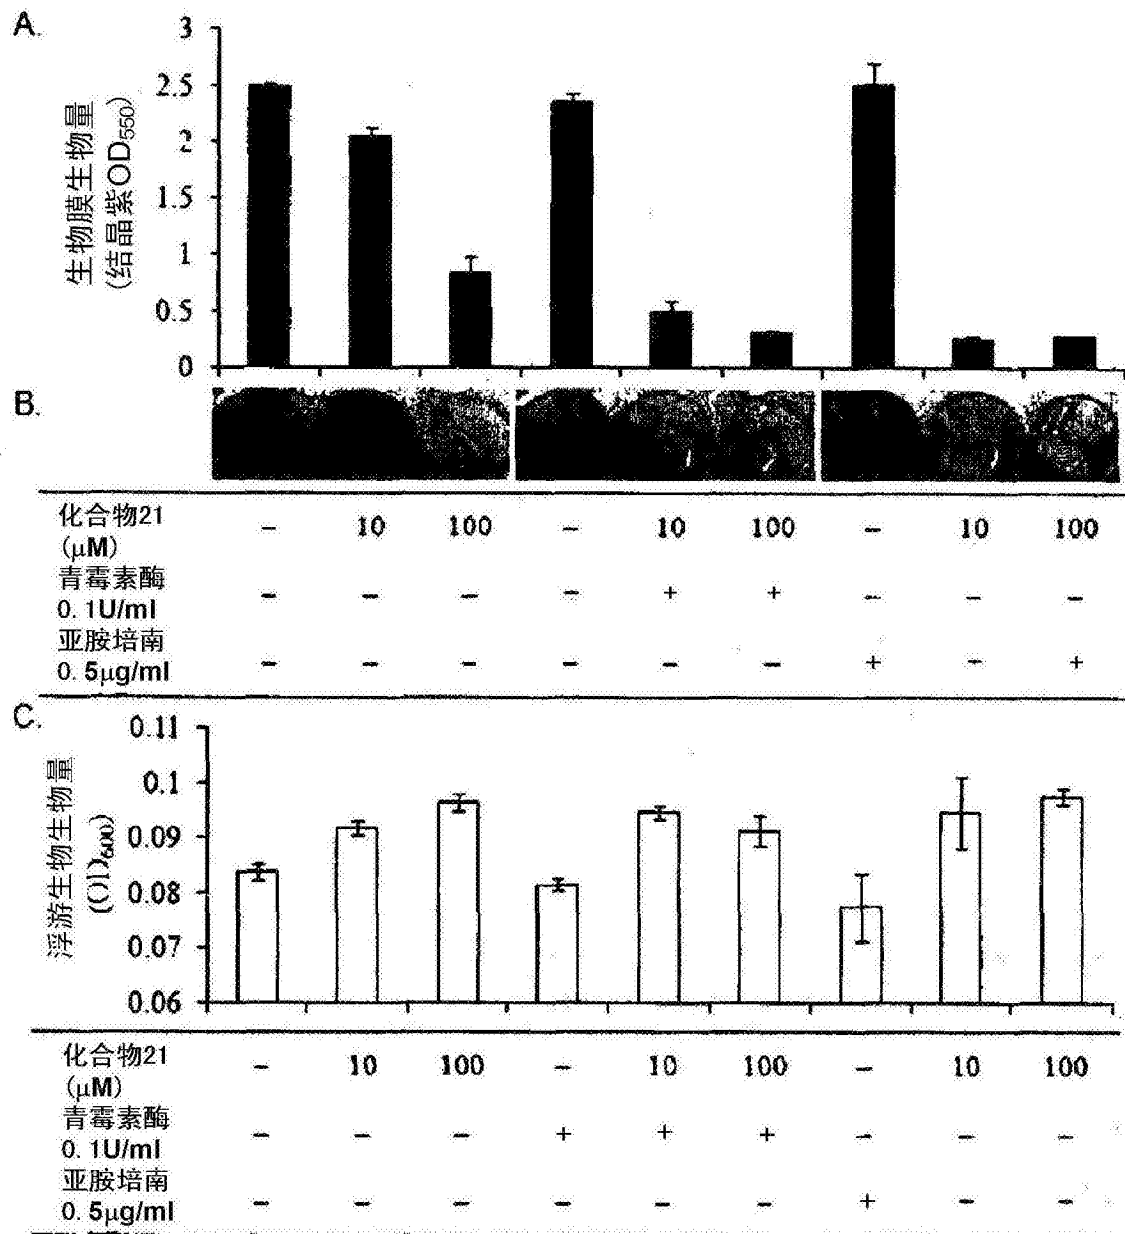 A.
3
2.5
2
1.5
1
0.5
0
生物膜生物量
(结晶紫OD550)
B.
化合物21 – 10 100 – 10 100 – 10 100
(μM)
青霉素酶
0.1U/ml – – – – + + – – –
亚胺培南
0.5μg/ml – – – – – – + – +
C.
0.11
0.1
0.09
0.08
0.07
0.06
浮游生物生物量
化合物21 – 10 100 – 10 100 – 10 100
(μM)
青霉素酶
0.1U/ml – – – + + + – – –
亚胺培南
0.5μg/ml – – – – – – + – –